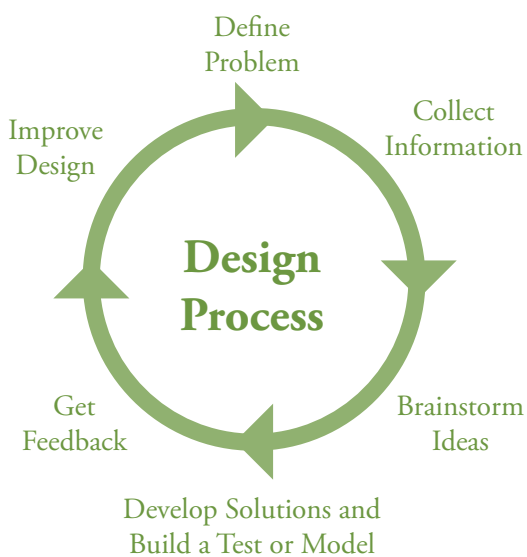 Define
Problem
Collect
Information
Brainstorm
Ideas
Develop Solutions and
Build a Test or Model
Get
Feedback
Improve
Design
Design
Process